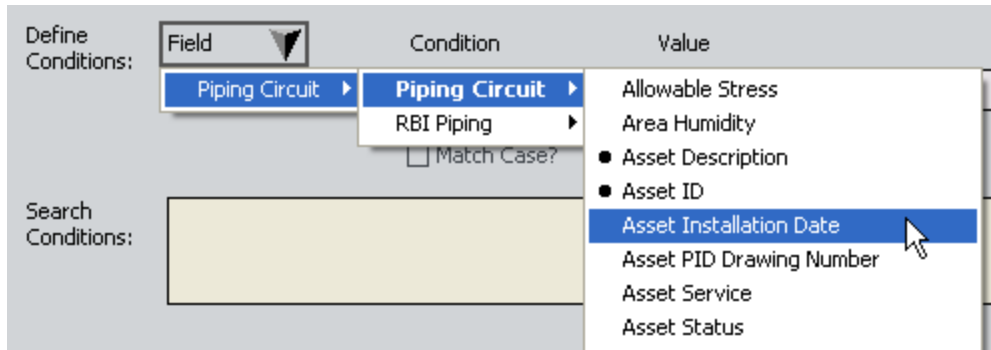 Define
Conditions:
Field
Condition
Value
Piping Circuit
Piping Circuit
RBI Piping
Match Case?
Allowable Stress
Area Humidity
Asset Description
Asset ID
Asset Installation Date
Asset PID Drawing Number
Asset Service
Asset Status
Search
Conditions: